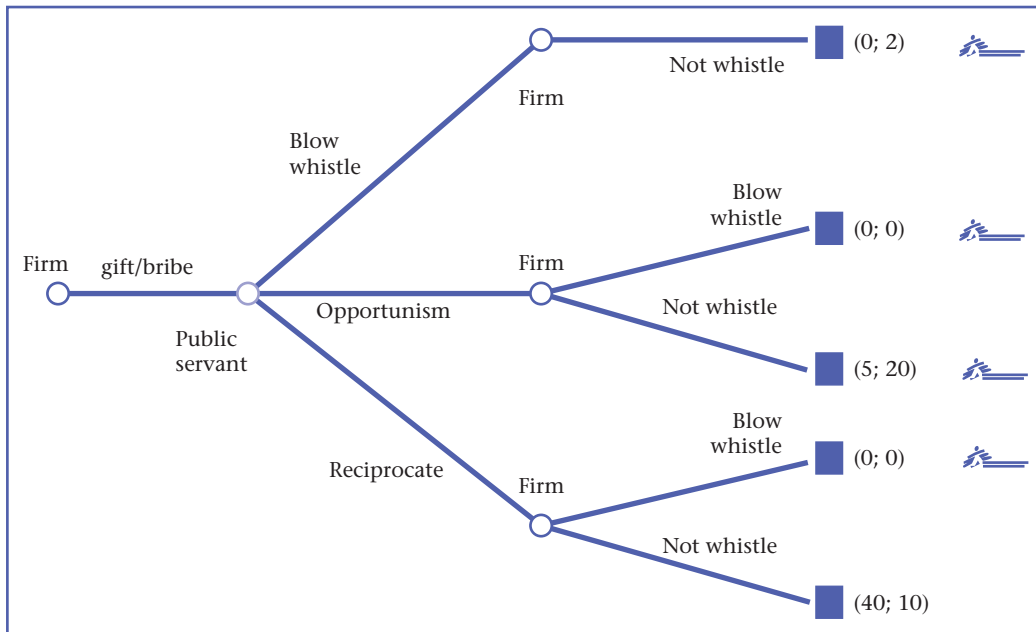 (0; 2)
Not whistle
Firm
Blow
whistle
Blow
whistle
(0; 0)
Firm
gift/bribe
Firm
Opportunism
Not whistle
Public
servant
(5; 20)
Blow
whistle
(0; 0)
Reciprocate
Firm
Not whistle
(40; 10)